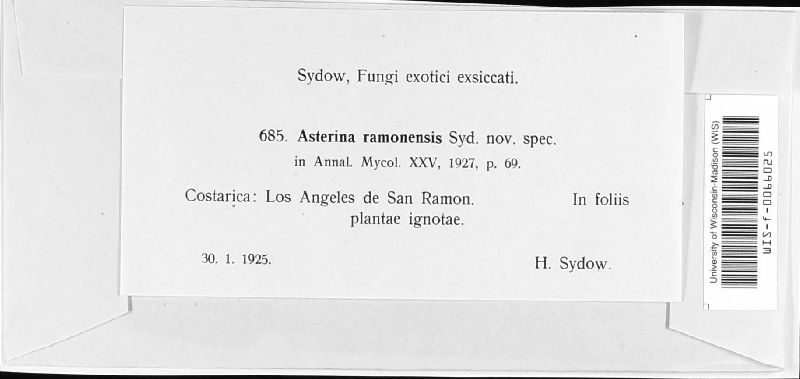 Sydow, Fungi exotici exsiccati.
685. Asterina ramonensis Syd. nov. spec.
in Annal. Mycol. XXV, 1927, p. 69.
Costarica: Los Angeles de San Ramon. In foliis
plantae ignotae.
30. 1. 1925. H. Sydow.
University of Wisconsin-Madison (WIS)
WIS-f-0066025